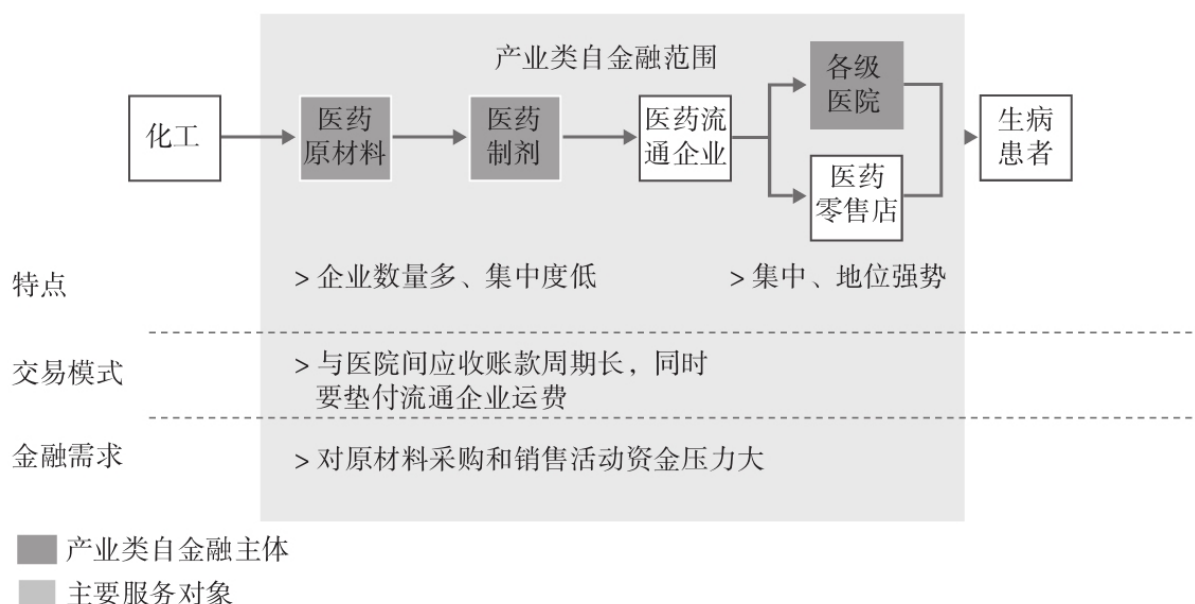 产业类自金融范围
化工
医药
原材料
医药
制剂
医药流
通企业
各级
医院
医药
零售店
生病
患者
特点
> 企业数量多、集中度低
> 集中、地位强势
交易模式
> 与医院间应收账款周期长，同时
要垫付流通企业运费
金融需求
> 对原材料采购和销售活动资金压力大
产业类自金融主体
主要服务对象